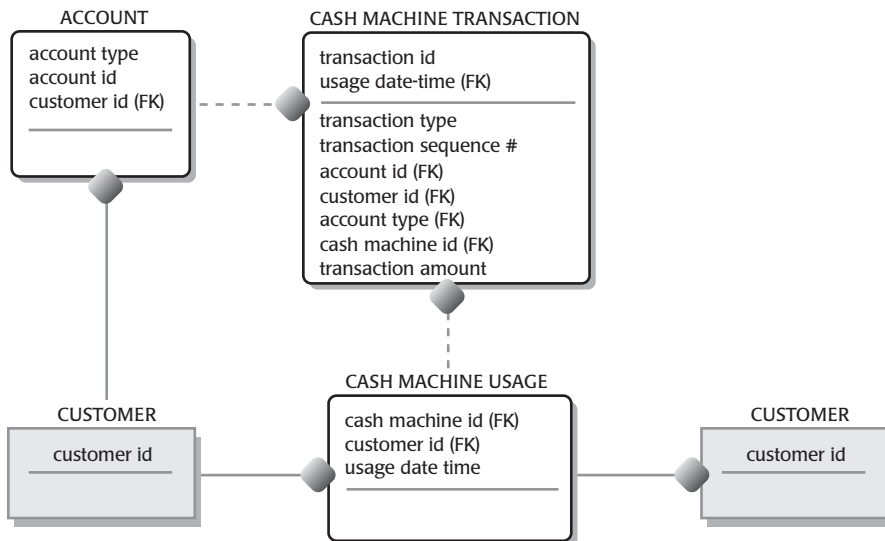 ACCOUNT
account type
account id
customer id (FK)
CASH MACHINE TRANSACTION
transaction id
usage date-time (FK)
transaction type
transaction sequence #
account id (FK)
customer id (FK)
account type (FK)
cash machine id (FK)
transaction amount
CUSTOMER
customer id
CASH MACHINE USAGE
cash machine id (FK)
customer id (FK)
usage date time
CUSTOMER
customer id